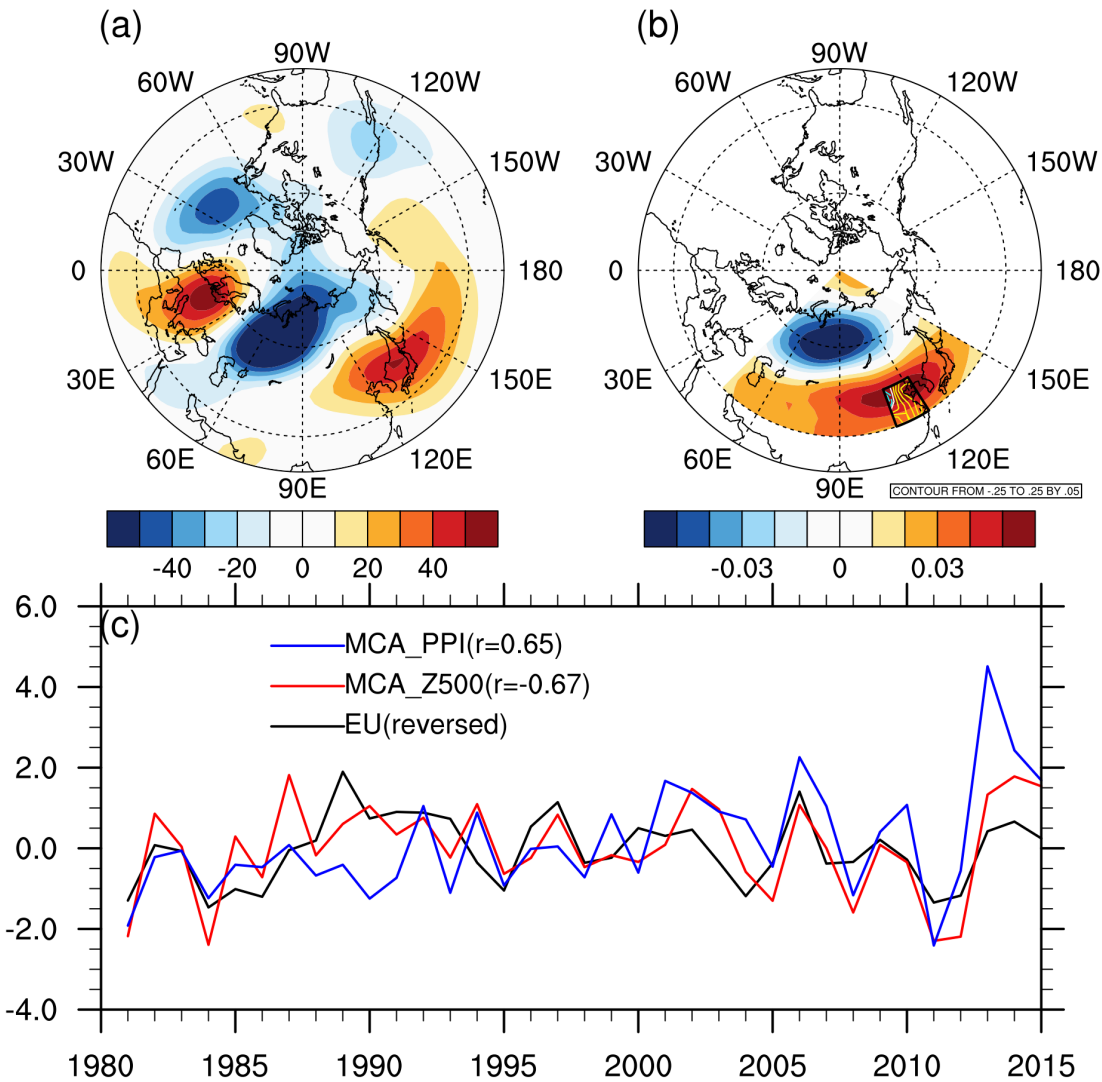 (a) (b)
90W 90W
60W 120W 60W 120W
30W 150W 30W 150W
0 180 0 180
30E 150E 30E 150E
60E 120E 60E 120E
90E 90E
CONTOUR FROM -.25 TO .25 BY .05
-40 -20 0 20 40 -0.03 0 0.03
(c)
6.0
4.0
2.0
0.0
-2.0
-4.0
MCA_PPI(r=0.65)
MCA_Z500(r=-0.67)
EU(reversed)
1980 1985 1990 1995 2000 2005 2010 2015